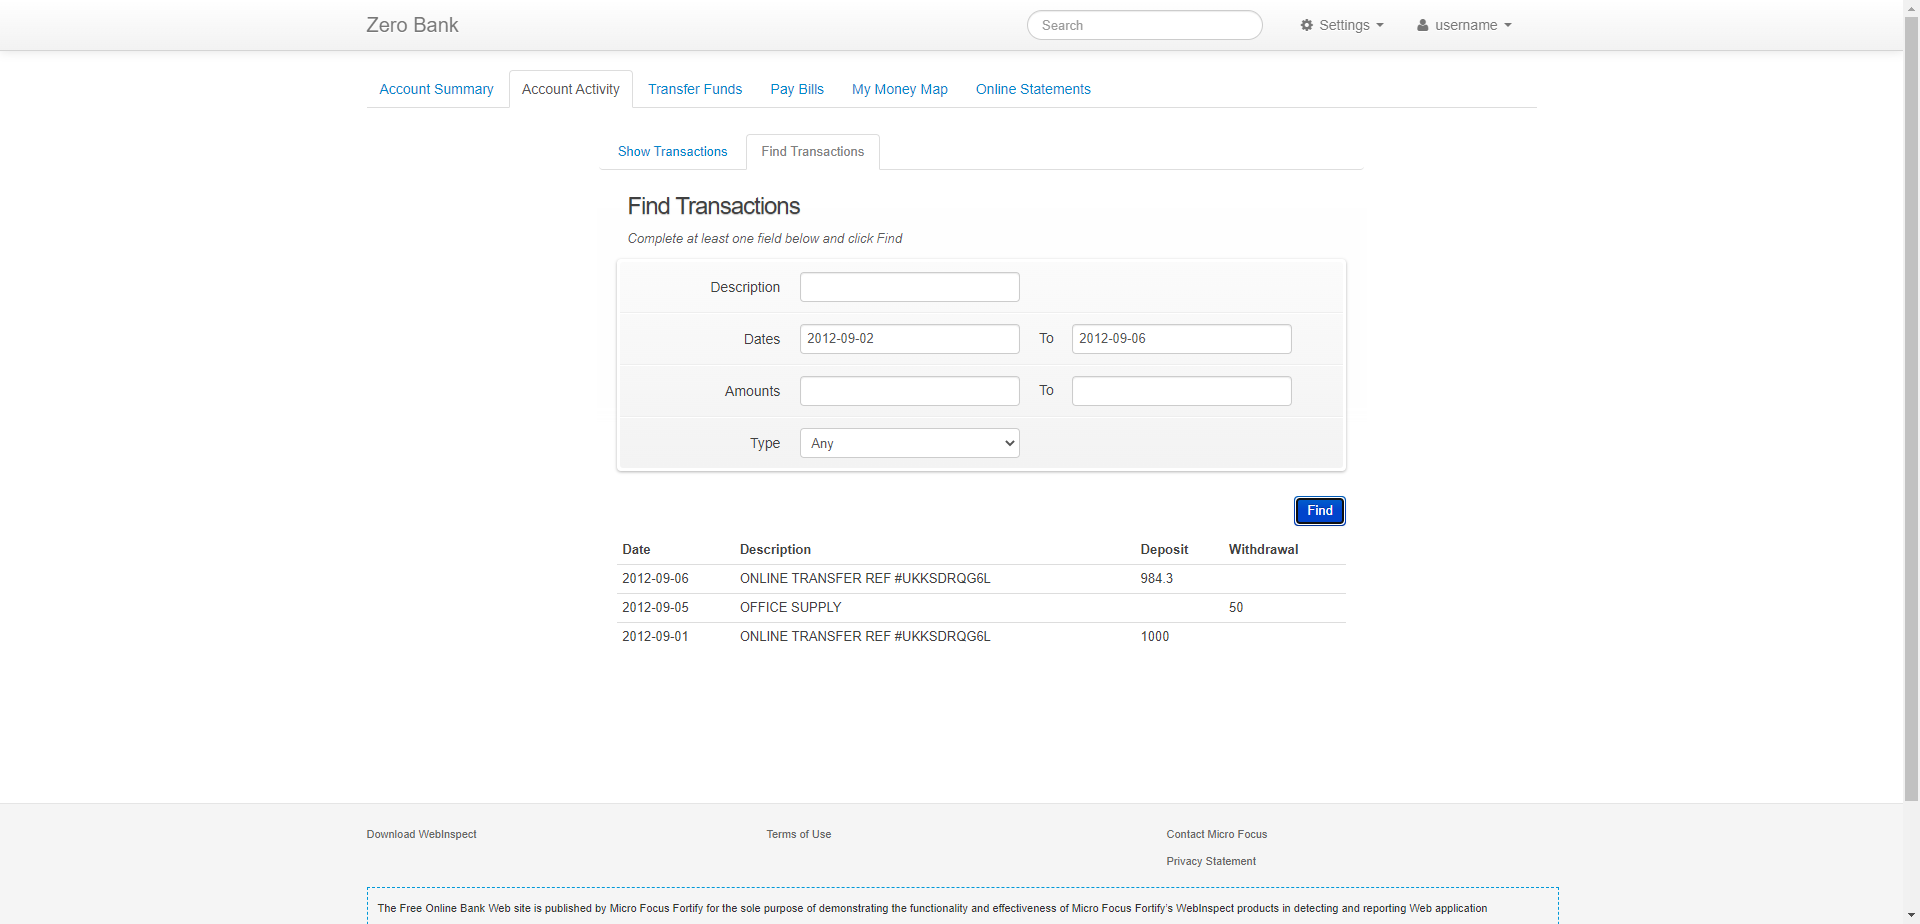 Zero Bank
Search
Settings
username
Account Summary
Account Activity
Transfer Funds
Pay Bills
My Money Map
Online Statements
Show Transactions
Find Transactions
Find Transactions
Complete at least one field below and click Find
Description
Dates 2012-09-02 To 2012-09-06
Amounts To
Type Any
Find
Date Description Deposit Withdrawal
2012-09-06 ONLINE TRANSFER REF #UKKSDRQG6L 984.3
2012-09-05 OFFICE SUPPLY 50
2012-09-01 ONLINE TRANSFER REF #UKKSDRQG6L 1000
Download WebInspect
Terms of Use
Contact Micro Focus
Privacy Statement
The Free Online Bank Web site is published by Micro Focus Fortify for the sole purpose of demonstrating the functionality and effectiveness of Micro Focus Fortify's WebInspect products in detecting and reporting Web application